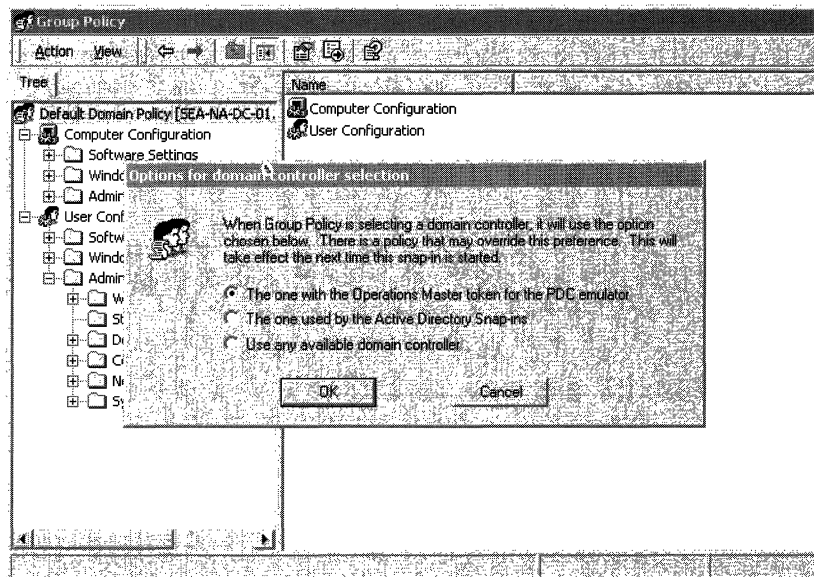 Group Policy
Action View
Tree
Name
Default Domain Policy [SEA-NA-DC-01.
Computer Configuration
Software Settings
Windo
Admin
User Conf
Softw
Windo
Admin
W
St
De
Co
Ne
Sy
Computer Configuration
User Configuration
Options for domain controller selection
When Group Policy is selecting a domain controller, it will use the option
chosen below. There is a policy that may override this preference. This will
take effect the next time this snap-in is started.
The one with the Operations Master token for the PDC emulator
The one used by the Active Directory Snap-ins
Use any available domain controller.
OK
Cancel